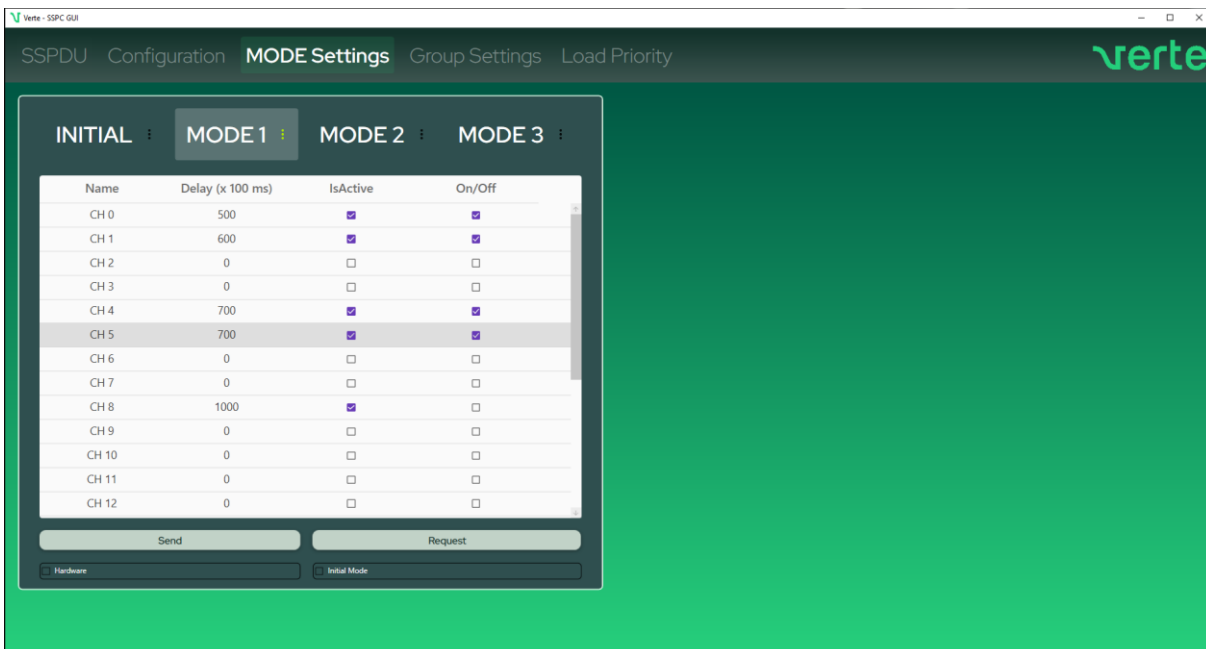 Verte - SSPC GUI
SSPDU Configuration MODE Settings Group Settings Load Priority
verte
INITIAL MODE 1 MODE 2 MODE 3
Name Delay (x 100 ms) IsActive On/Off
CH 0 500
CH 1 600
CH 2 0
CH 3 0
CH 4 700
CH 5 700
CH 6 0
CH 7 0
CH 8 1000
CH 9 0
CH 10 0
CH 11 0
CH 12 0
Send Request
Hardware Initial Mode